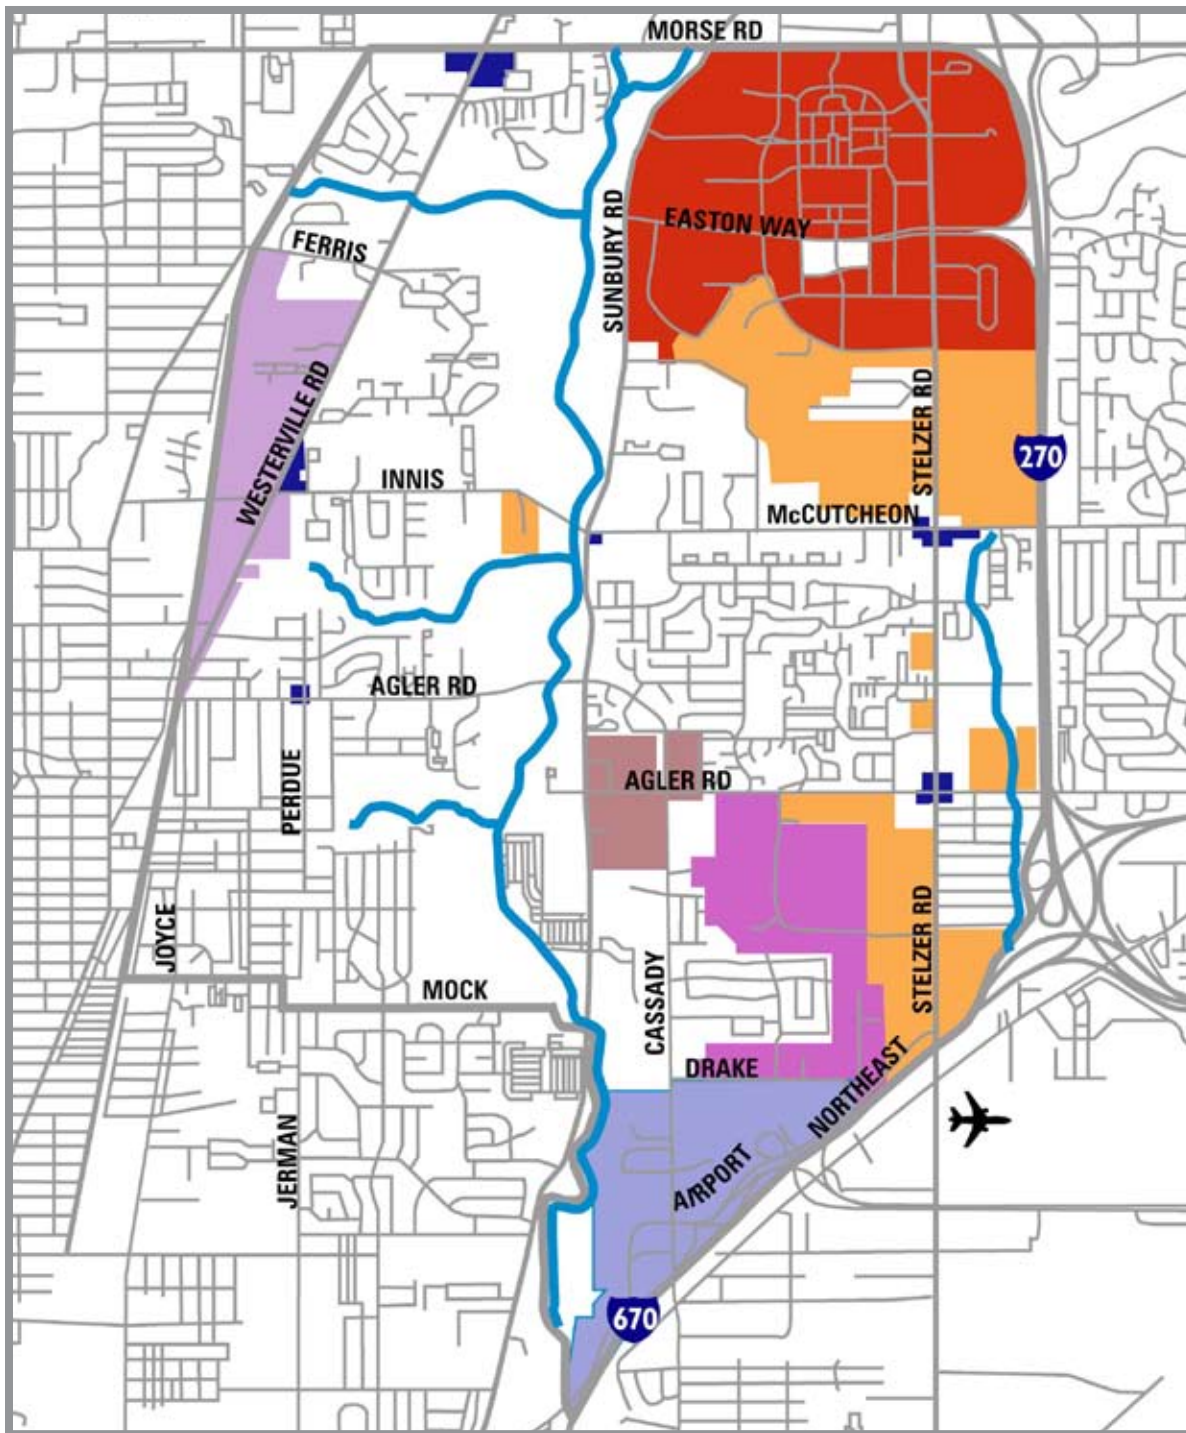 MORSE RD
SUNBURY RD
EASTON WAY
FERRIS
WESTERVILLE RD
STELZER RD
270
INNIS
McCUTCHEON
AGLER RD
AGLER RD
PERDUE
JOYCE
STELZER RD
MOCK
CASSADY
DRAKE
NORTHEAST
JERMAN
AIRPORT
670